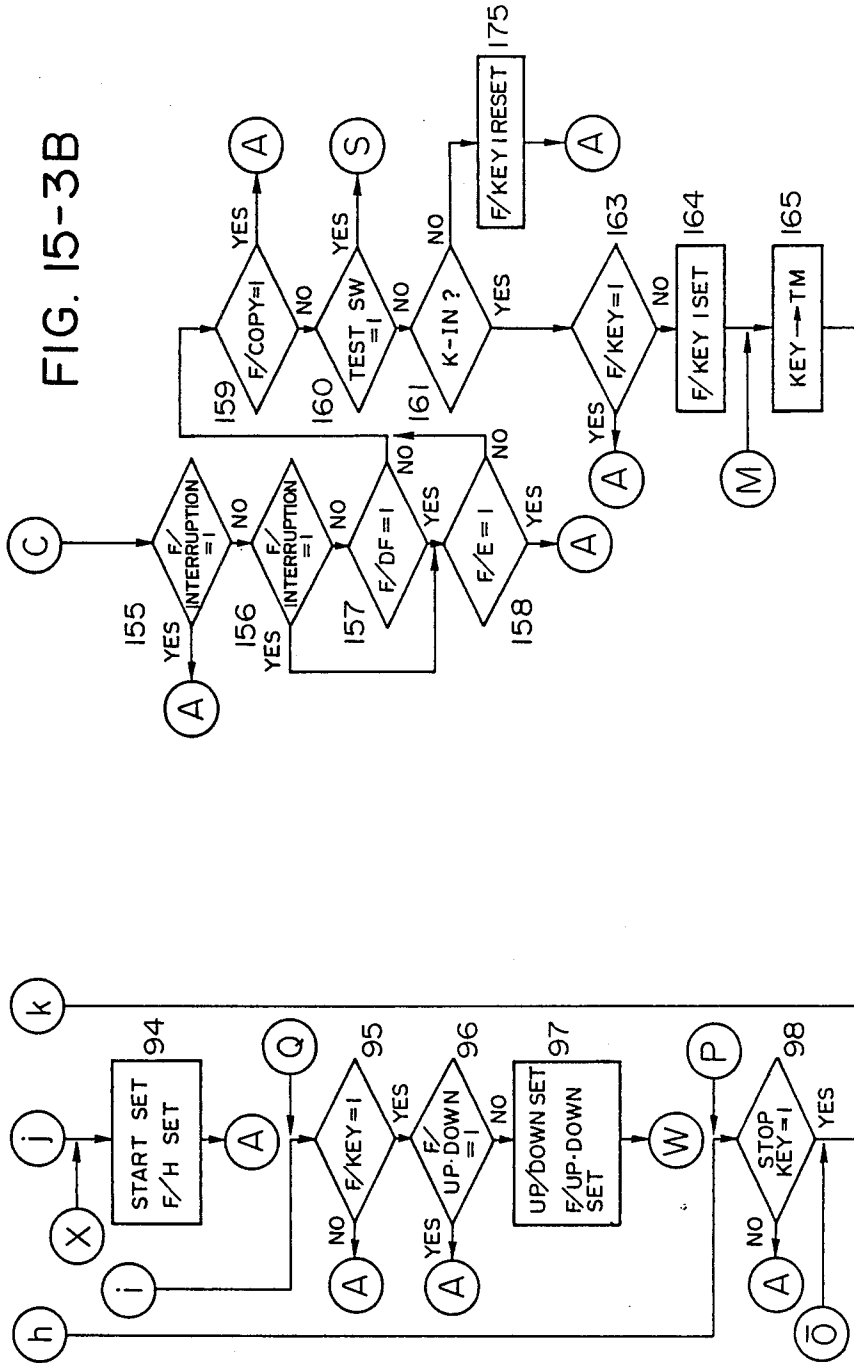 FIG. 15-3B
h
j
k
X
i
START SET
F/H SET
94
A
Q
F/KEY=1
95
NO
YES
A
F/
UP·DOWN
=1
96
YES
NO
A
UP/DOWN SET
F/UP·DOWN
SET
97
W
P
STOP
KEY=1
98
NO
YES
A
O
C
155
F/
INTERRUPTION
=1
YES
NO
A
156
F/
INTERRUPTION
=1
YES
NO
157
F/DF=1
NO
YES
158
F/E=1
NO
YES
A
159
F/COPY=1
YES
NO
A
160
TEST SW
=1
YES
NO
S
161
K-IN?
NO
YES
F/KEY 1 RESET
175
A
F/KEY=1
163
YES
NO
A
F/KEY 1 SET
164
M
KEY→TM
165